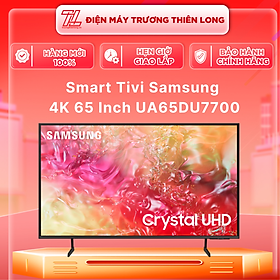 TL
ĐIỆN MÁY TRƯƠNG THIÊN LONG
HÀNG MỚI
100%
HẸN GIỜ
GIAO LẮP
BẢO HÀNH
CHÍNH HÃNG
Smart Tivi Samsung
4K 65 Inch UA65DU7700
SAMSUNG
Crystal UHD